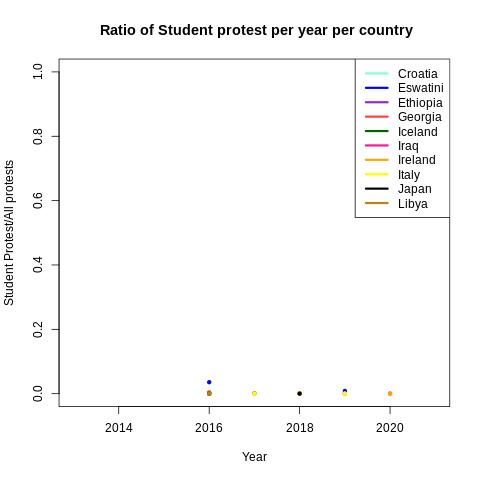 Ratio of Student protest per year per country
Student Protest/All protests
1.0
0.8
0.6
0.4
0.2
0.0
Croatia
Eswatini
Ethiopia
Georgia
Iceland
Iraq
Ireland
Italy
Japan
Libya
2014 2016 2018 2020
Year